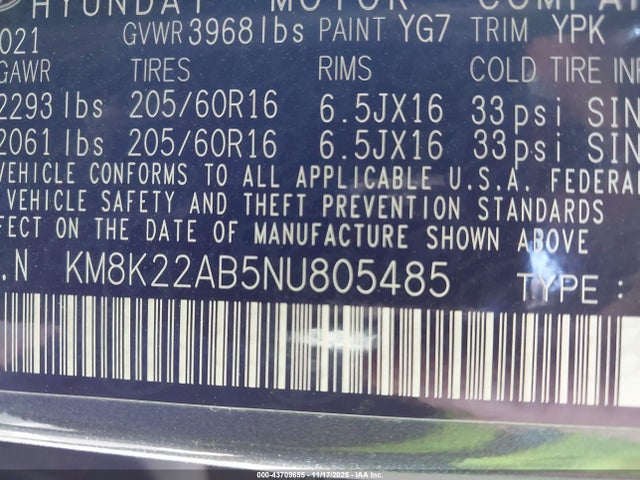 HYUNDAI MOTOR COMPA
021 GVWR 3968 lbs PAINT YG7 TRIM YPK
GAWR TIRES RIMS COLD TIRE IN
2293 lbs 205/60R16 6.5JX16 33psi SIN
2061 lbs 205/60R16 6.5JX16 33psi SIN
VEHICLE CONFORMS TO ALL APPLICABLE U.S.A. FEDERA
VEHICLE SAFETY AND THEFT PREVENTION STANDARDS
FECT ON THE DATE OF MANUFACTURE SHOWN ABOVE
.N KM8K22AB5NU805485 TYPE :
000-43709655 - 11/17/2025 - IAA Inc.